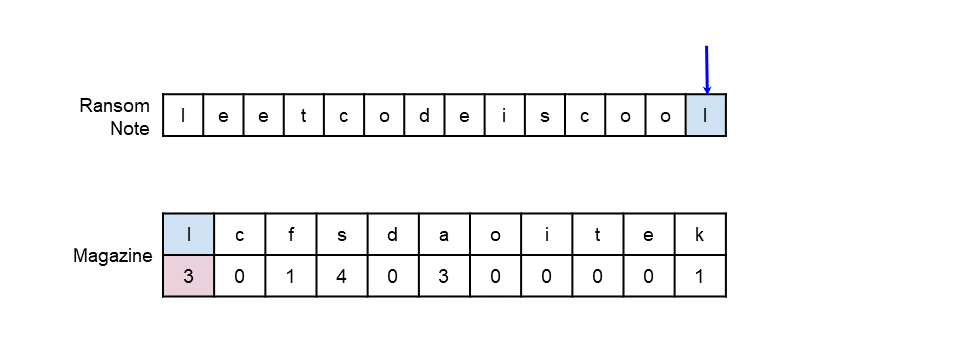 Ransom Note
l e e t c o d e i s c o o l
Magazine
l c f s d a o i t e k
3 0 1 4 0 3 0 0 0 0 1